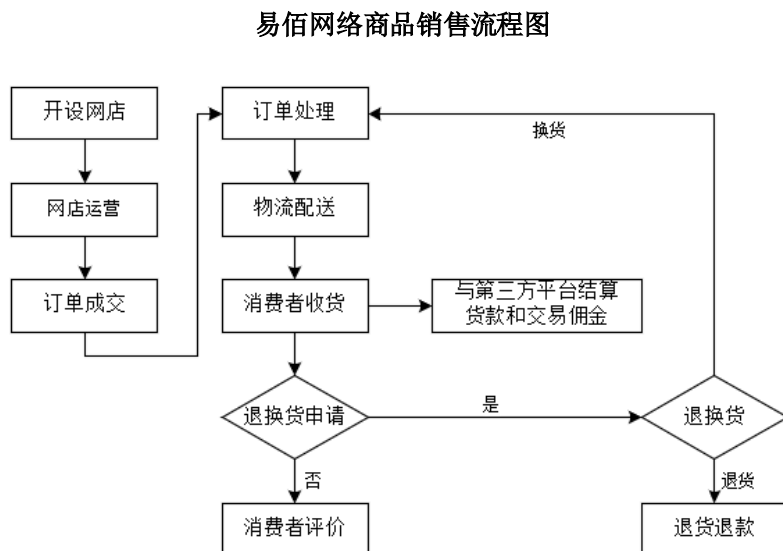 易佰网络商品销售流程图
开设网店
订单处理
换货
网店运营
物流配送
订单成交
消费者收货
与第三方平台结算
货款和交易佣金
退换货申请
是
退换货
否
退货
消费者评价
退货退款